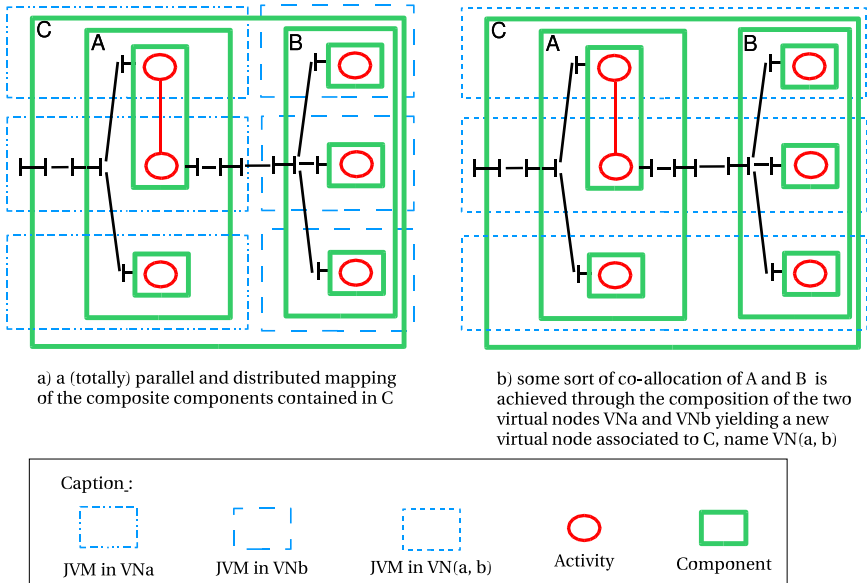 C
A
B
C
A
B
a) a (totally) parallel and distributed mapping
of the composite components contained in C
b) some sort of co-allocation of A and B is
achieved through the composition of the two
virtual nodes VNa and VNb yielding a new
virtual node associated to C, name VN(a, b)
Caption :
JVM in VNa
JVM in VNb
JVM in VN(a, b)
Activity
Component